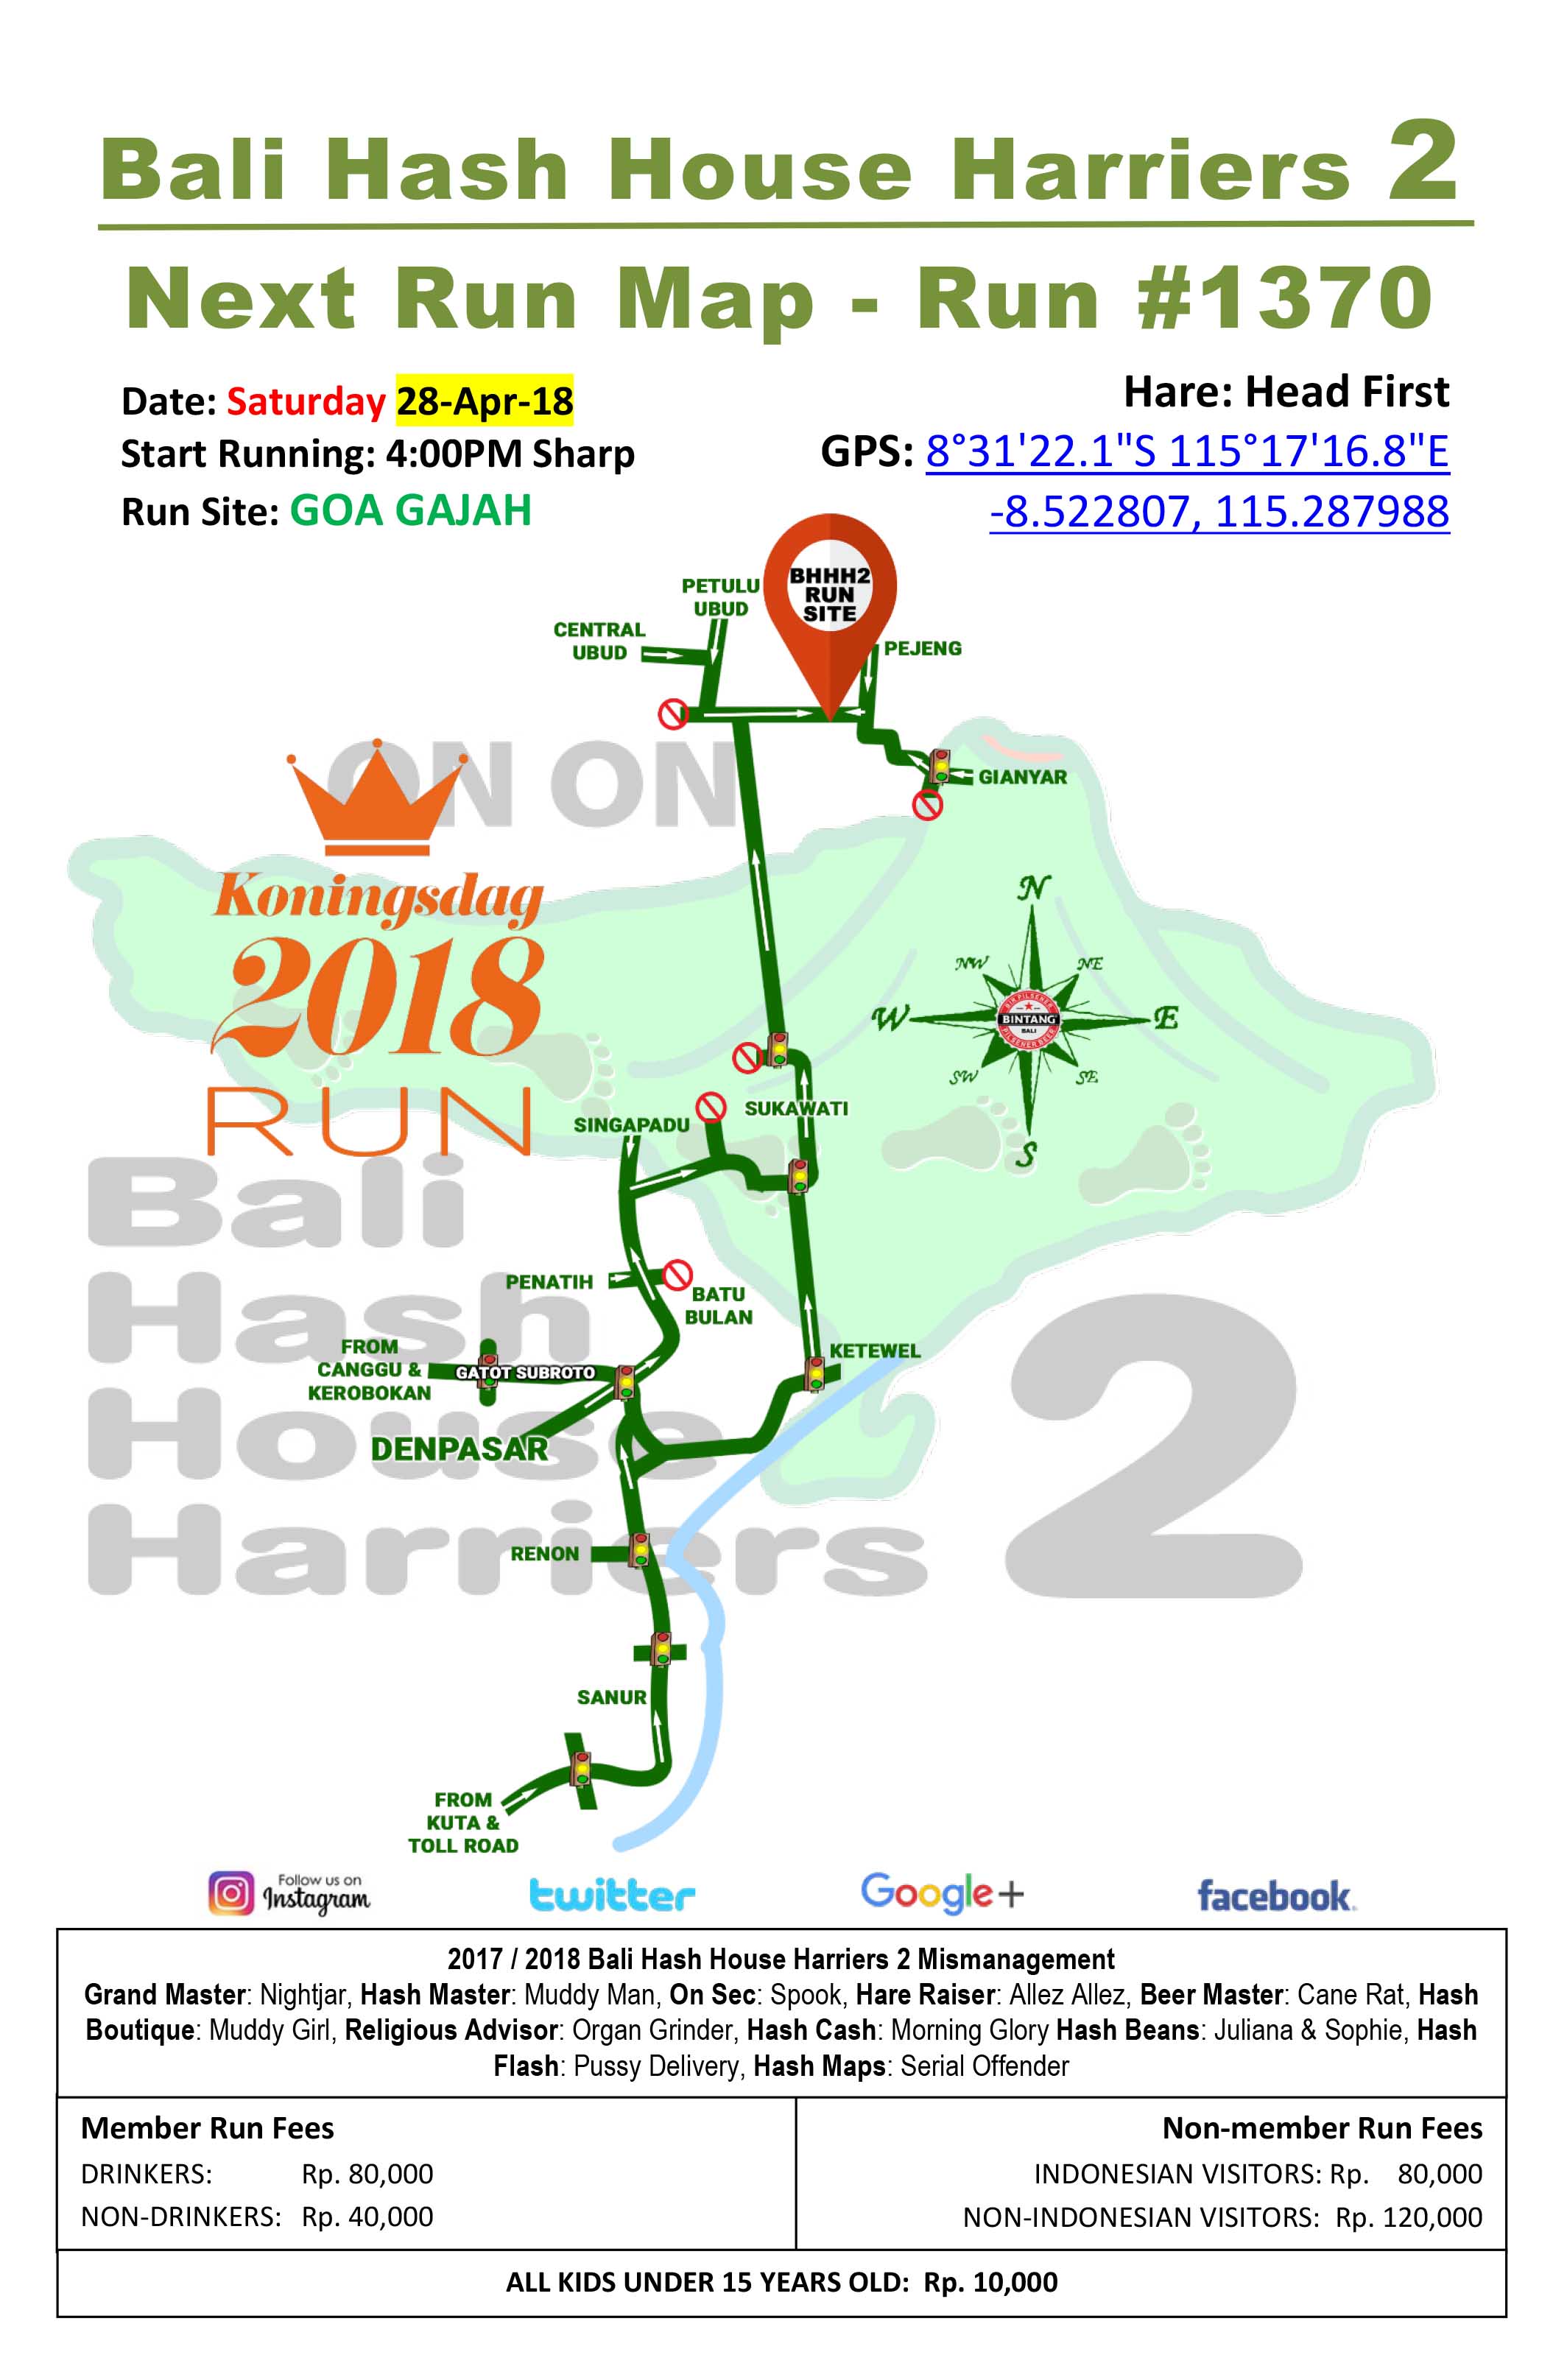 Bali Hash House Harriers 2
Next Run Map - Run #1370
Date: Saturday 28-Apr-18
Start Running: 4:00PM Sharp
Run Site: GOA GAJAH
Hare: Head First
GPS: 8°31'22.1"S 115°17'16.8"E
-8.522807, 115.287988
BHHH2
RUN
SITE
PETULU
UBUD
CENTRAL
UBUD
PEJENG
GIANYAR
ON ON
Koningsdag
2018
RUN
N
NW
NE
W
BINTANG
BALI
E
SW
SE
S
SUKAWATI
SINGAPADU
Bali
Hash
House
Harriers
2
PENATIH
BATU
BULAN
FROM
CANGGU &
KEROBOKAN
GATOT SUBROTO
KETEWEL
DENPASAR
RENON
SANUR
FROM
KUTA &
TOLL ROAD
Follow us on
Instagram
twitter
Google+
facebook
2017 / 2018 Bali Hash House Harriers 2 Mismanagement
Grand Master: Nightjar, Hash Master: Muddy Man, On Sec: Spook, Hare Raiser: Allez Allez, Beer Master: Cane Rat, Hash
Boutique: Muddy Girl, Religious Advisor: Organ Grinder, Hash Cash: Morning Glory Hash Beans: Juliana & Sophie, Hash
Flash: Pussy Delivery, Hash Maps: Serial Offender
Member Run Fees
DRINKERS: Rp. 80,000
NON-DRINKERS: Rp. 40,000
Non-member Run Fees
INDONESIAN VISITORS: Rp. 80,000
NON-INDONESIAN VISITORS: Rp. 120,000
ALL KIDS UNDER 15 YEARS OLD: Rp. 10,000